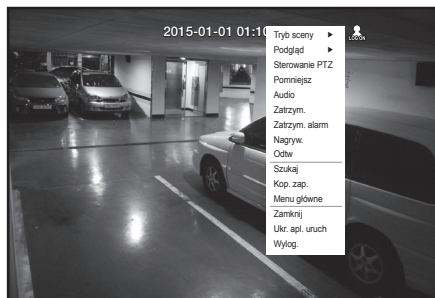 2015-01-01 01:10
LOG ON
Tryb sceny ►
Podgląd ►
Sterowanie PTZ
Pomniejsz
Audio
Zatrzym.
Zatrzym. alarm
Nagryw.
Odtw
Szukaj
Kop. zap.
Menu główne
Zamknij
Ukr. apl. uruch
Wylog.